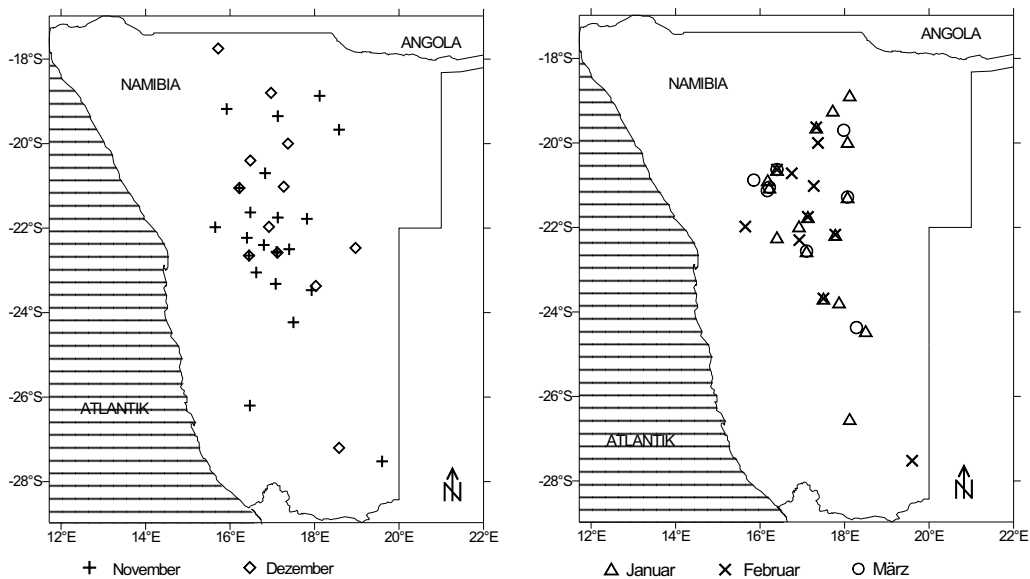 -18°S
-20°S
-22°S
-24°S
-26°S
-28°S
ANGOLA
NAMIBIA
ATLANTIK
N
12°E 14°E 16°E 18°E 20°E 22°E
November Dezember
-18°S
-20°S
-22°S
-24°S
-26°S
-28°S
ANGOLA
NAMIBIA
ATLANTIK
N
12°E 14°E 16°E 18°E 20°E 22°E
Januar Februar März